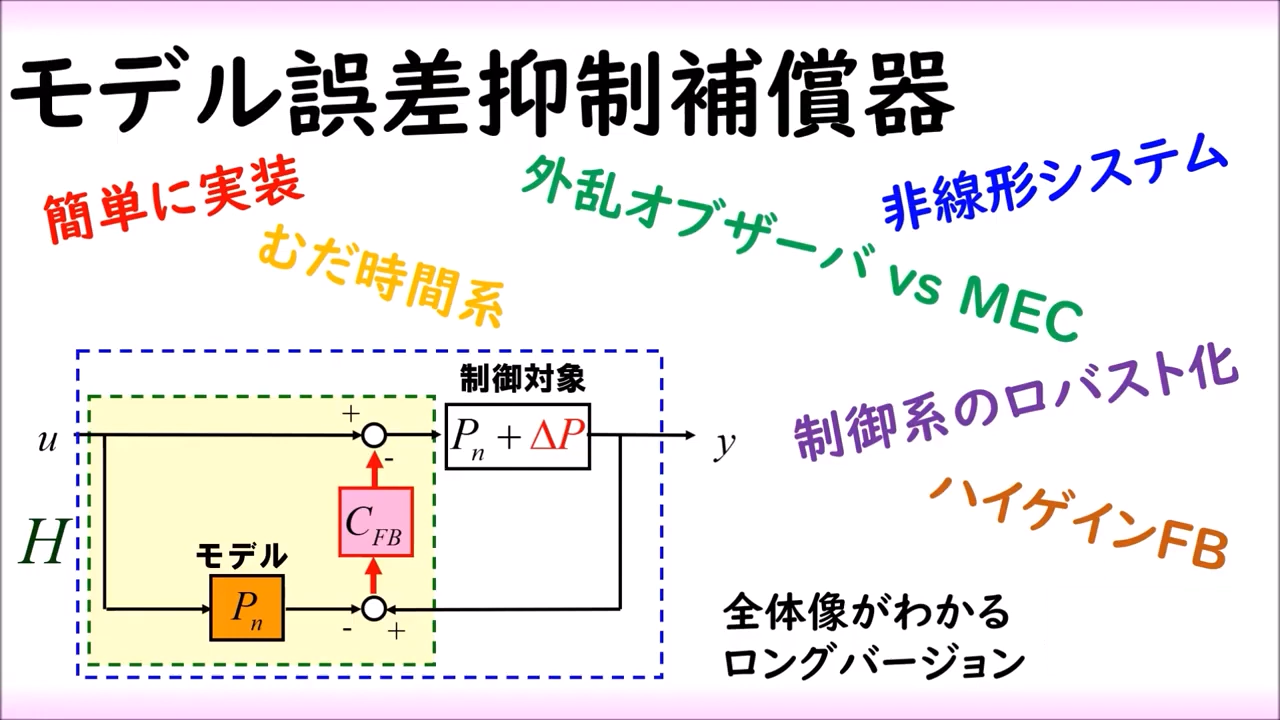 モデル誤差抑制補償器
簡単に実装
むだ時間系
外乱オブザーバ vs MEC
非線形システム
制御系のロバスト化
ハイゲインFB
制御対象
u
+
-
Pn + ΔP
y
H
CFB
モデル
Pn
-
+
全体像がわかる
ロングバージョン